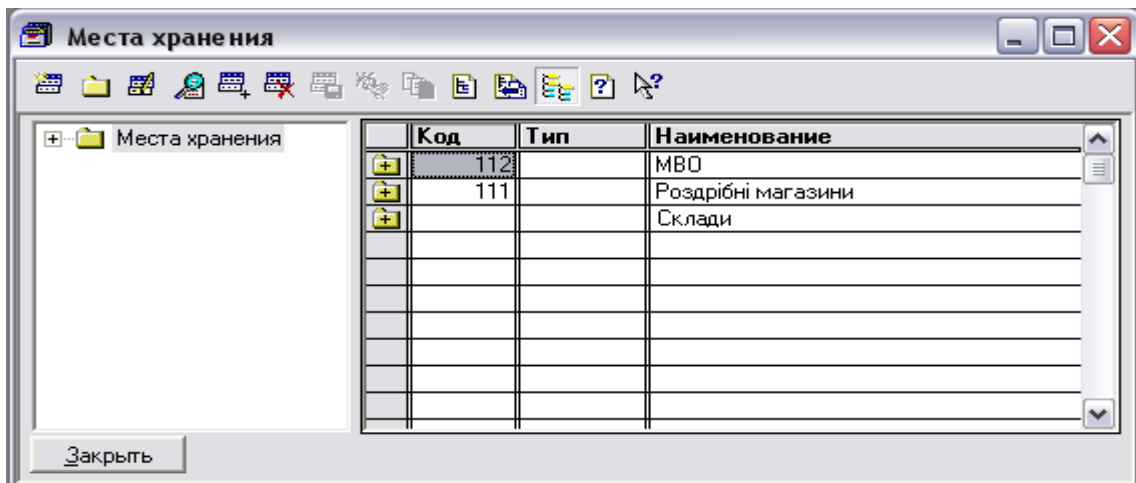 Места хранения
Места хранения
Код Тип Наименование
112 МВО
111 Роздрібні магазини
Склади
Закрыть